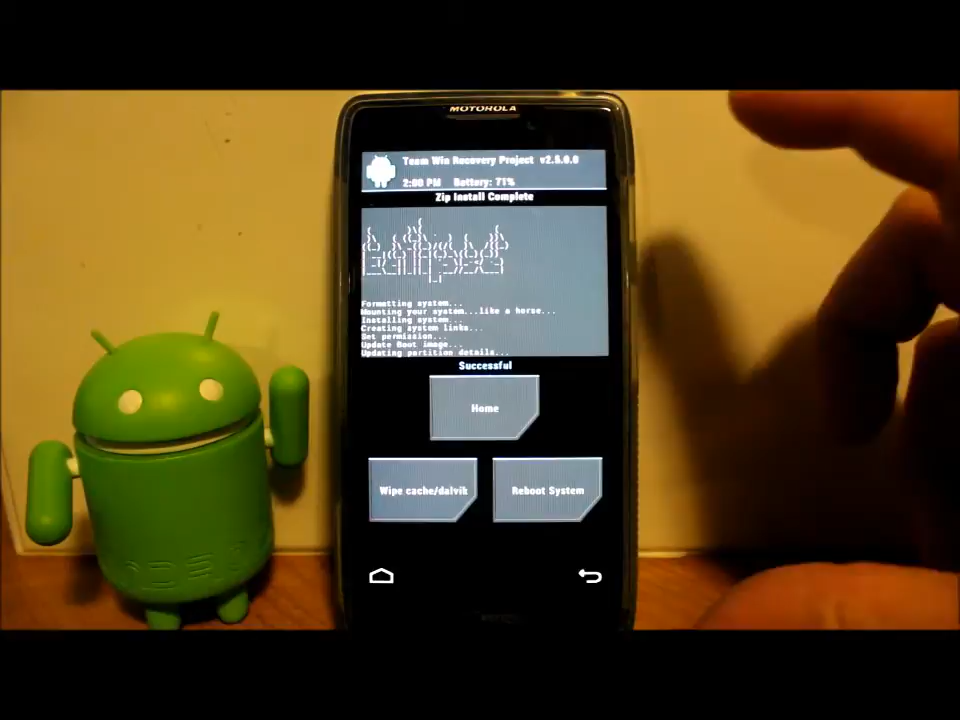 MOTOROLA
Team Win Recovery Project v2.5.0.0
2:00 PM Battery: 71%
Zip Install Complete
Formatting system...
Mounting your system...like a horse...
Installing system...
Creating system links...
Set permission...
Update Boot image...
Updating partition details...
Successful
Home
Wipe cache/dalvik
Reboot System